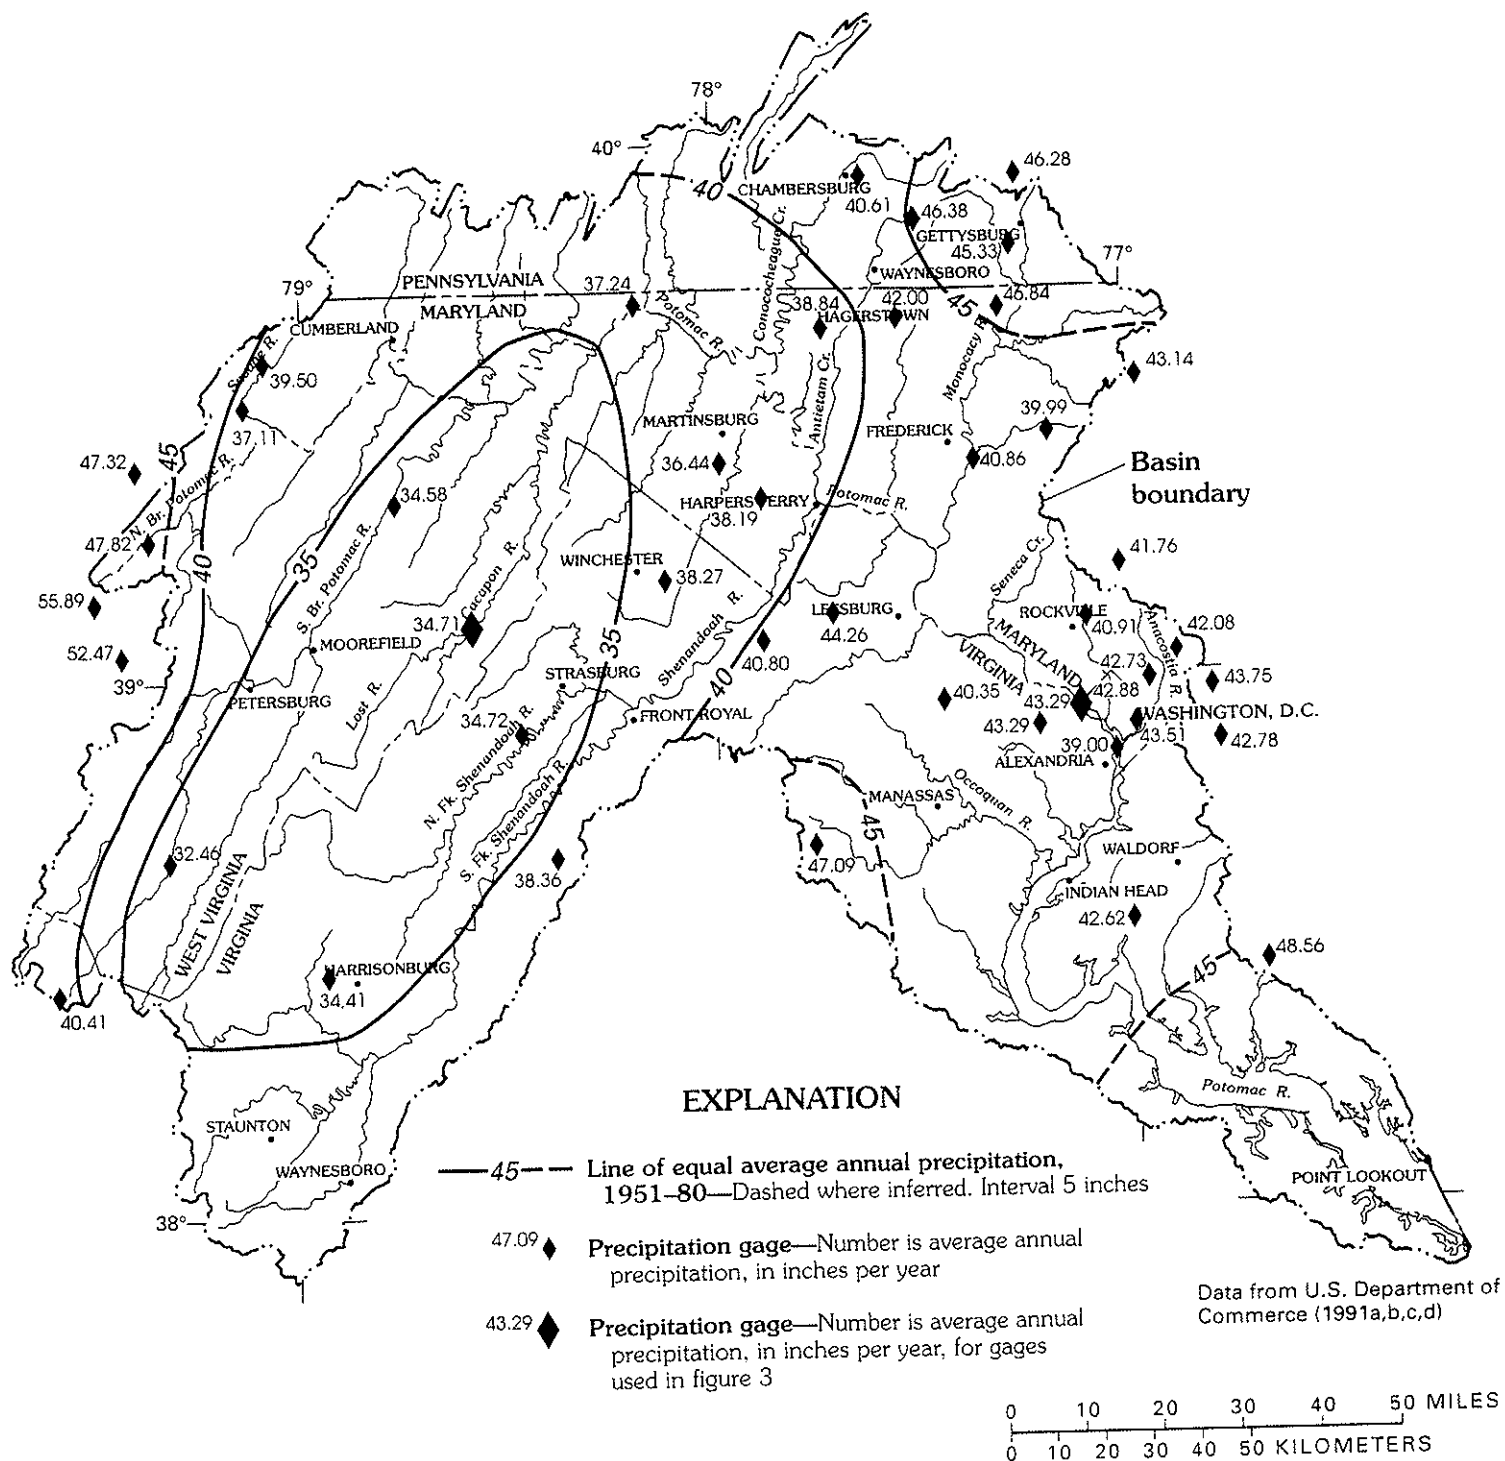 78°
40°
46.28
CHAMBERSBURG
40
40.61
46.38
GETTYSBURG
45.33
Conococheague Cr.
WAYNESBORO
77°
79°
PENNSYLVANIA
37.24
MARYLAND
Potomac R.
38.84
42.00
HAGERSTOWN
45
46.84
CUMBERLAND
Savage R.
39.50
43.14
Antietam Cr.
Monocacy R.
37.11
MARTINSBURG
FREDERICK
39.99
45
47.32
36.44
40.86
Basin
boundary
N. Br. Potomac R.
34.58
HARPERS FERRY
38.19
Potomac R.
47.82
40
35
S. Br. Potomac R.
Cacapon R.
WINCHESTER
38.27
Seneca Cr.
41.76
55.89
34.71
LEESBURG
44.26
ROCKVILLE
40.91
42.08
Anacostia R.
52.47
39°
MOOREFIELD
35
Shenandoah R.
40.80
MARYLAND
VIRGINIA
42.73
43.75
STRASBURG
40
40.35
43.29
42.88
PETERSBURG
Lost R.
34.72
FRONT ROYAL
43.29
WASHINGTON, D.C.
43.51
42.78
39.00
ALEXANDRIA
N. Fk. Shenandoah R.
S. Fk. Shenandoah R.
MANASSAS
Occoquan R.
45
32.46
WEST VIRGINIA
VIRGINIA
38.36
47.09
WALDORF
INDIAN HEAD
42.62
48.56
45
HARRISONBURG
34.41
40.41
Potomac R.
EXPLANATION
STAUNTON
WAYNESBORO
38°
POINT LOOKOUT
45 Line of equal average annual precipitation,
1951–80—Dashed where inferred. Interval 5 inches
47.09 Precipitation gage—Number is average annual
precipitation, in inches per year
43.29 Precipitation gage—Number is average annual
precipitation, in inches per year, for gages
used in figure 3
Data from U.S. Department of
Commerce (1991a,b,c,d)
0 10 20 30 40 50 MILES
0 10 20 30 40 50 KILOMETERS